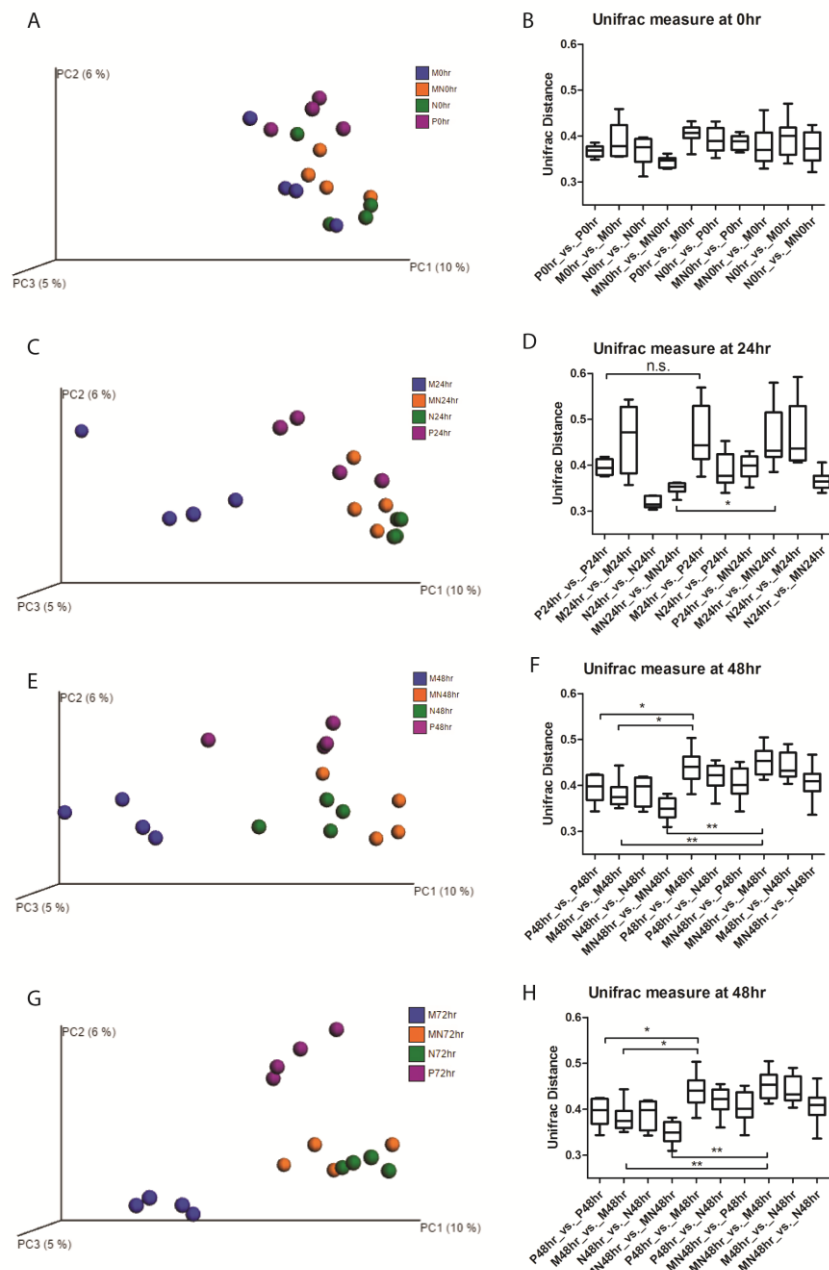 A
PC2 (6 %)
M0hr
MN0hr
N0hr
P0hr
PC1 (10 %)
PC3 (5 %)
B
Unifrac measure at 0hr
Unifrac Distance
0.6
0.5
0.4
0.3
P0hr_vs._P0hr
M0hr_vs._M0hr
N0hr_vs._N0hr
MN0hr_vs._MN0hr
P0hr_vs._M0hr
N0hr_vs._P0hr
MN0hr_vs._P0hr
MN0hr_vs._M0hr
N0hr_vs._M0hr
N0hr_vs._MN0hr
C
PC2 (6 %)
M24hr
MN24hr
N24hr
P24hr
PC1 (10 %)
PC3 (5 %)
D
Unifrac measure at 24hr
n.s.
Unifrac Distance
0.6
0.5
0.4
0.3
*
P24hr_vs._P24hr
M24hr_vs._M24hr
N24hr_vs._N24hr
MN24hr_vs._MN24hr
M24hr_vs._P24hr
N24hr_vs._P24hr
P24hr_vs._MN24hr
M24hr_vs._MN24hr
N24hr_vs._M24hr
N24hr_vs._MN24hr
E
PC2 (6 %)
M48hr
MN48hr
N48hr
P48hr
PC1 (10 %)
PC3 (5 %)
F
Unifrac measure at 48hr
Unifrac Distance
0.6
0.5
0.4
0.3
*
*
**
**
P48hr_vs._P48hr
M48hr_vs._M48hr
N48hr_vs._N48hr
MN48hr_vs._MN48hr
P48hr_vs._M48hr
P48hr_vs._N48hr
MN48hr_vs._P48hr
MN48hr_vs._M48hr
M48hr_vs._N48hr
MN48hr_vs._N48hr
G
PC2 (6 %)
M72hr
MN72hr
N72hr
P72hr
PC1 (10 %)
PC3 (5 %)
H
Unifrac measure at 48hr
Unifrac Distance
0.6
0.5
0.4
0.3
*
*
**
**
P48hr_vs._P48hr
M48hr_vs._M48hr
N48hr_vs._N48hr
MN48hr_vs._MN48hr
P48hr_vs._M48hr
P48hr_vs._N48hr
MN48hr_vs._P48hr
MN48hr_vs._M48hr
M48hr_vs._N48hr
MN48hr_vs._N48hr